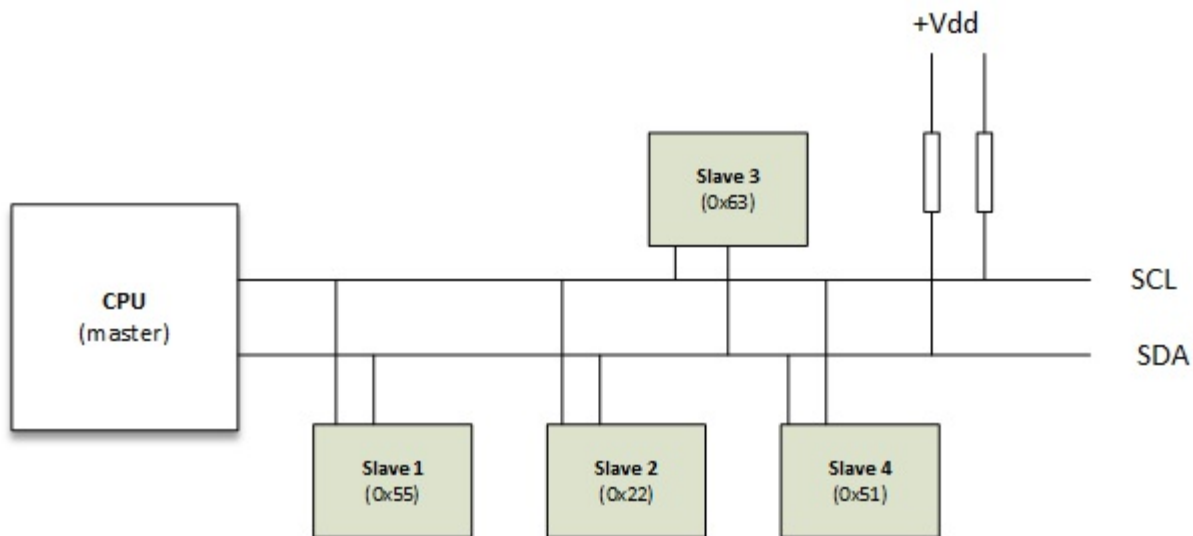 +Vdd
Slave 3
(0x63)
SCL
CPU
(master)
SDA
Slave 1
(0x55)
Slave 2
(0x22)
Slave 4
(0x51)